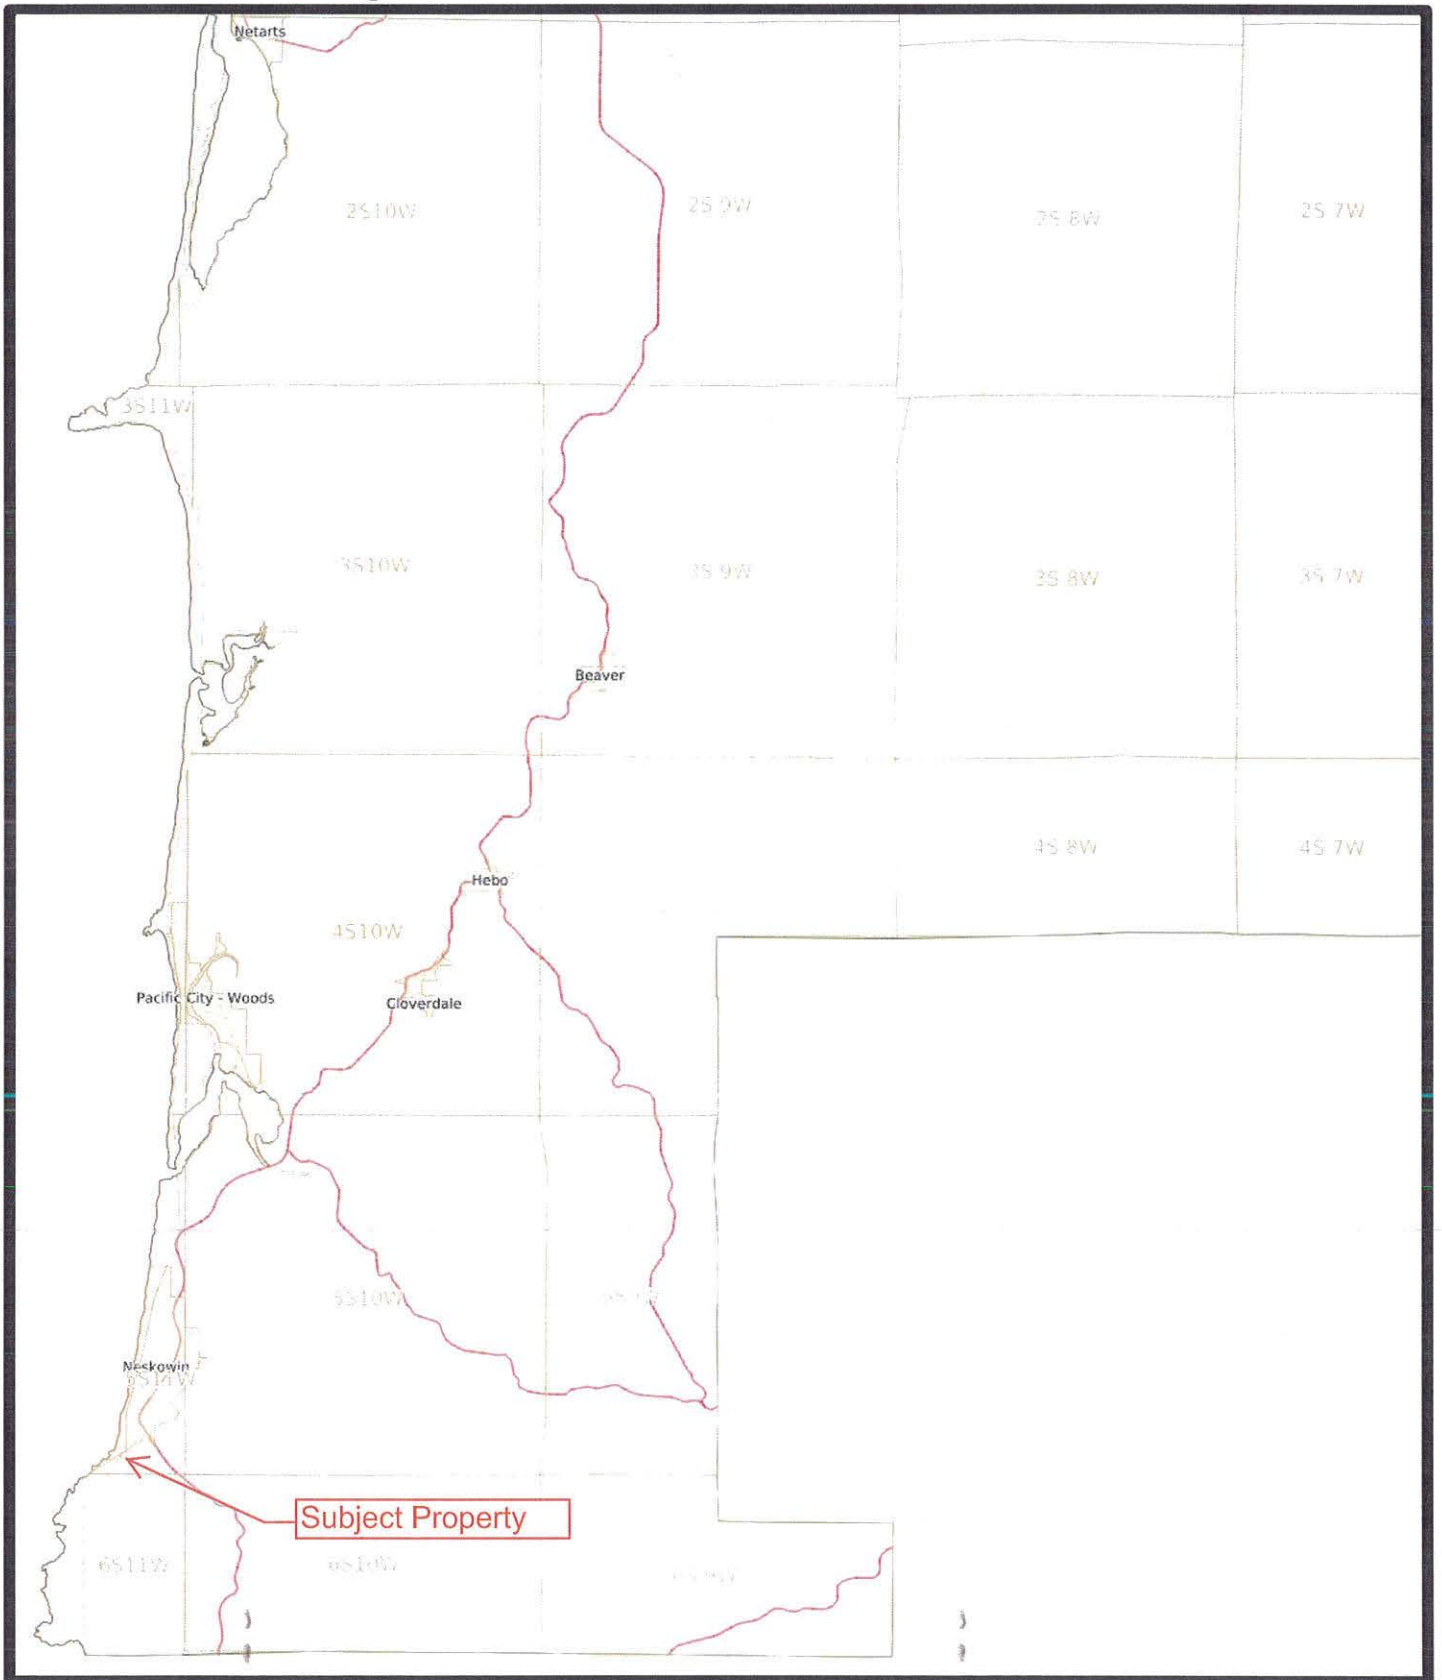 Netarts
2S10W
2S 9W
2S 8W
2S 7W
3S11W
3S10W
3S 9W
3S 8W
3S 7W
Beaver
4S 8W
4S 7W
Hebo
4S10W
Pacific City - Woods
Cloverdale
5S10W
Neskowin
Subject Property
6S11W
6S10W